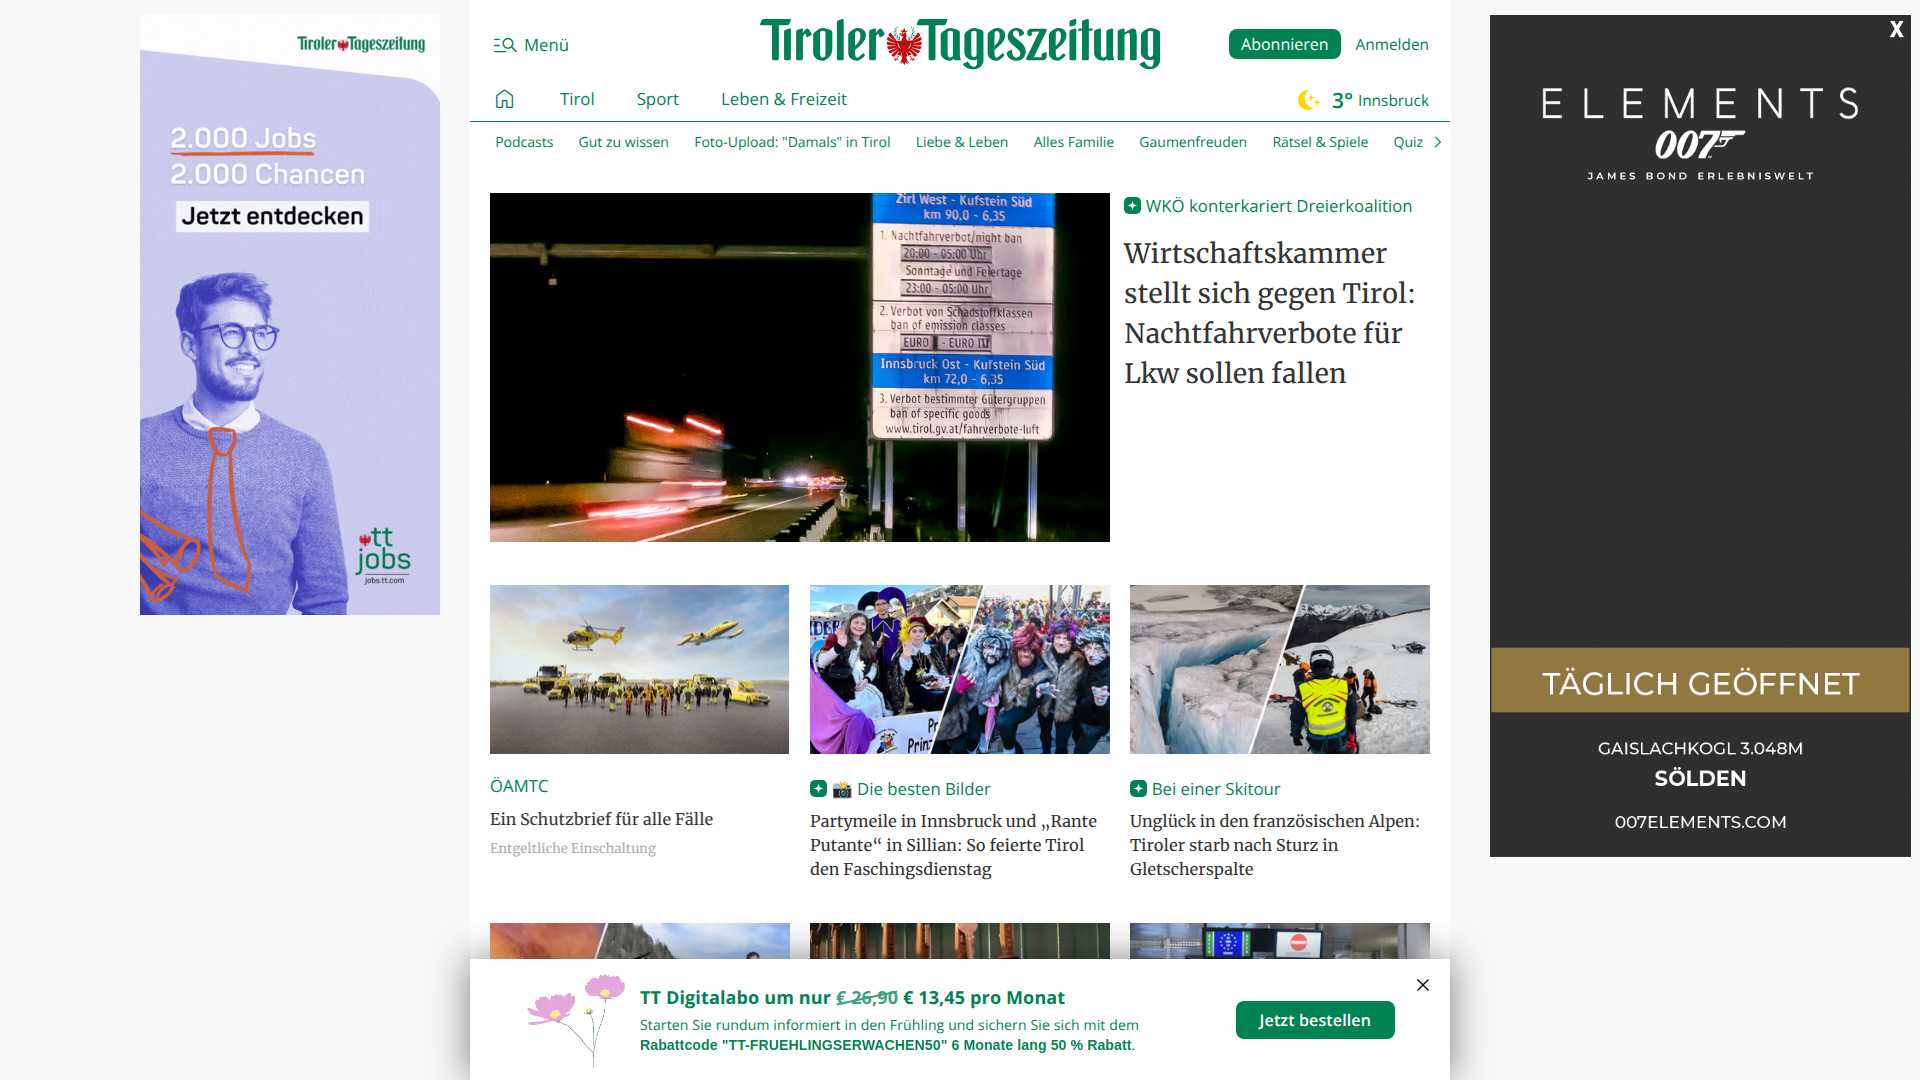 Tiroler Tageszeitung
2.000 Jobs
2.000 Chancen
Jetzt entdecken
tt
jobs
jobs.tt.com
Menü
Tiroler Tageszeitung
Abonnieren
Anmelden
Tirol
Sport
Leben & Freizeit
3° Innsbruck
Podcasts
Gut zu wissen
Foto-Upload: "Damals" in Tirol
Liebe & Leben
Alles Familie
Gaumenfreuden
Rätsel & Spiele
Quiz
Zirl West - Kufstein Süd
km 90,0 - 6,35
1. Nachtfahrverbot/night ban
20:00 - 05:00 Uhr
Sonntage und Feiertage
23:00 - 05:00 Uhr
2. Verbot von Schadstoffklassen
ban of emission classes
EURO - EURO IV
Innsbruck Ost - Kufstein Süd
km 72,0 - 6,35
3. Verbot bestimmter Gütergruppen
ban of specific goods
www.tirol.gv.at/fahrverbote-luft
WKÖ konterkariert Dreierkoalition
Wirtschaftskammer
stellt sich gegen Tirol:
Nachtfahrverbote für
Lkw sollen fallen
ÖAMTC
Ein Schutzbrief für alle Fälle
Entgeltliche Einschaltung
📸 Die besten Bilder
Partymeile in Innsbruck und „Rante
Putante“ in Sillian: So feierte Tirol
den Faschingsdienstag
Bei einer Skitour
Unglück in den französischen Alpen:
Tiroler starb nach Sturz in
Gletscherspalte
TT Digitalabo um nur € 26,90 € 13,45 pro Monat
Starten Sie rundum informiert in den Frühling und sichern Sie sich mit dem
Rabattcode "TT-FRUEHLINGSERWACHEN50" 6 Monate lang 50 % Rabatt.
Jetzt bestellen
X
ELEMENTS
007
JAMES BOND ERLEBNISWELT
TÄGLICH GEÖFFNET
GAISLACHKOGL 3.048M
SÖLDEN
007ELEMENTS.COM